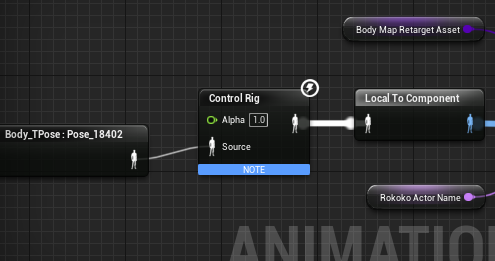 Body Map Retarget Asset
Control Rig
Local To Component
Alpha 1.0
Body_TPose : Pose_18402
Source
NOTE
Rokoko Actor Name
ANIMATION